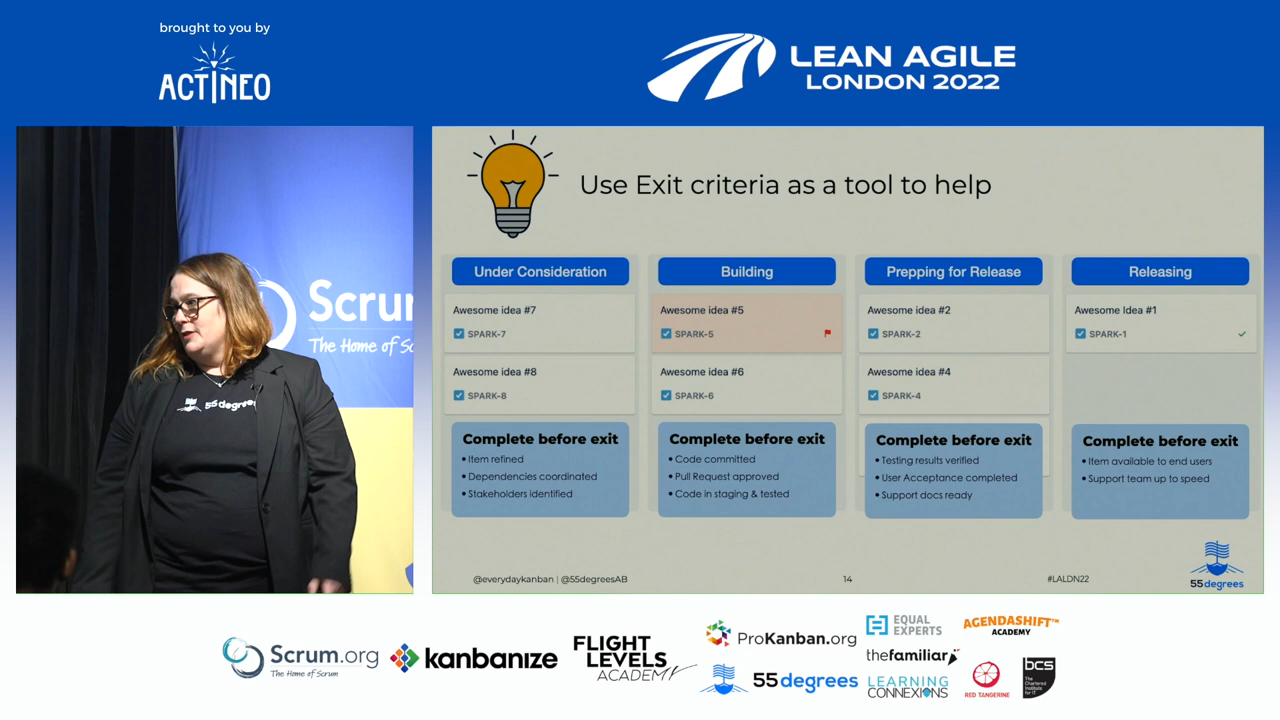 brought to you by
ACTINEO
LEAN AGILE
LONDON 2022
Scrum
The Home of Sc
55degrees
Use Exit criteria as a tool to help
Under Consideration
Awesome idea #7
SPARK-7
Awesome idea #8
SPARK-8
Complete before exit
• Item refined
• Dependencies coordinated
• Stakeholders identified
Building
Awesome idea #5
SPARK-5
Awesome idea #6
SPARK-6
Complete before exit
• Code committed
• Pull Request approved
• Code in staging & tested
Prepping for Release
Awesome idea #2
SPARK-2
Awesome idea #4
SPARK-4
Complete before exit
• Testing results verified
• User Acceptance completed
• Support docs ready
Releasing
Awesome Idea #1
SPARK-1
Complete before exit
• Item available to end users
• Support team up to speed
@everydaykanban | @55degreesAB
14
#LALDN22
55degrees
Scrum.org
The Home of Scrum
kanbanize
FLIGHT
LEVELS
ACADEMY
ProKanban.org
55degrees
EQUAL
EXPERTS
thefamiliar
LEARNING
CONNEXIONS
AGENDASHIFT™
ACADEMY
RED TANGERINE
bcs
The
Chartered
Institute
for IT